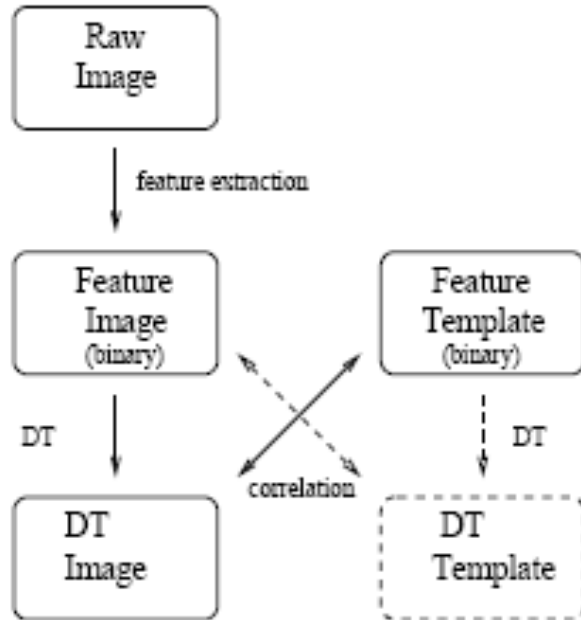 Raw
Image
feature extraction
Feature
Image
(binary)
Feature
Template
(binary)
DT
DT
correlation
DT
Image
DT
Template